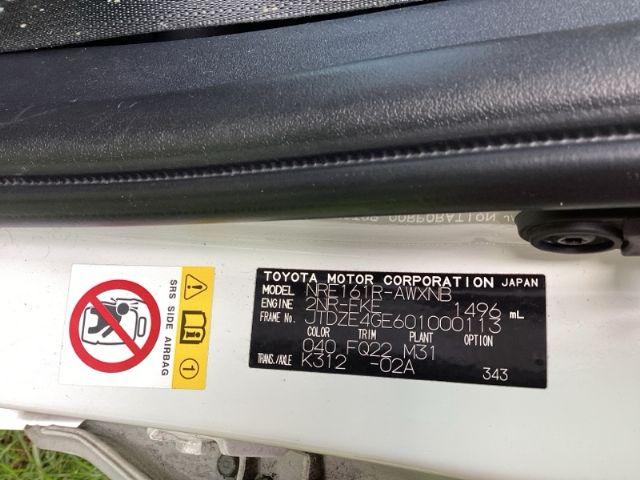 TOYOTA MOTOR CORPORATION JAPAN
MODEL NRE161R-AWXNB
ENGINE 2NR-FKE 1496 mL
FRAME No. JTDZE4GE601000113
COLOR TRIM PLANT OPTION
040 FQ22 M31
TRANS./AXLE K312 -02A 343
SRS SIDE AIRBAG
1